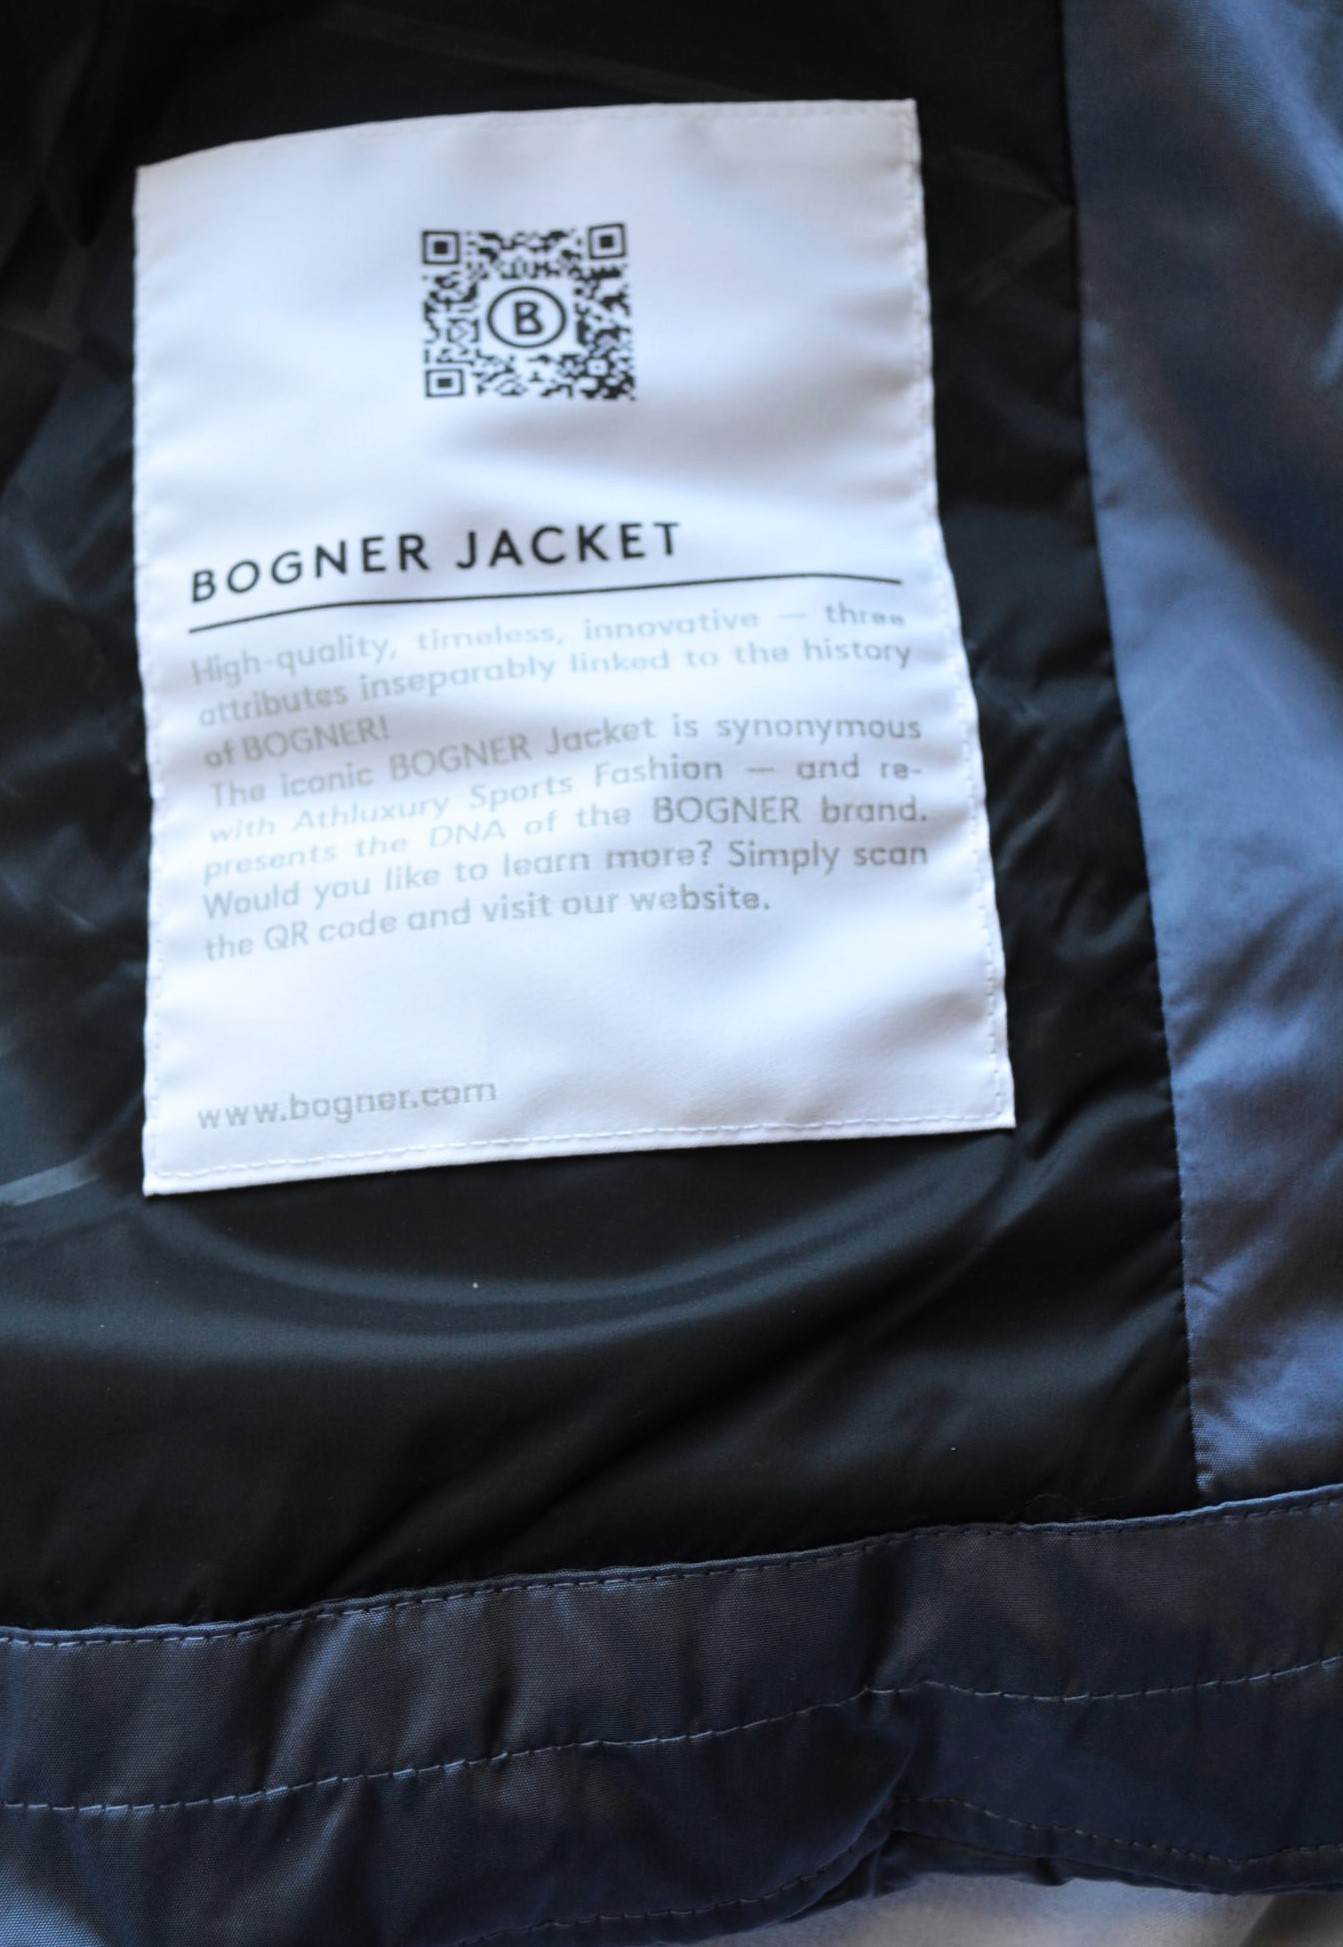 B
BOGNER JACKET
High-quality, timeless, innovative — three
attributes inseparably linked to the history
of BOGNER!
The iconic BOGNER Jacket is synonymous
with Athluxury Sports Fashion — and re-
presents the DNA of the BOGNER brand.
Would you like to learn more? Simply scan
the QR code and visit our website.
www.bogner.com